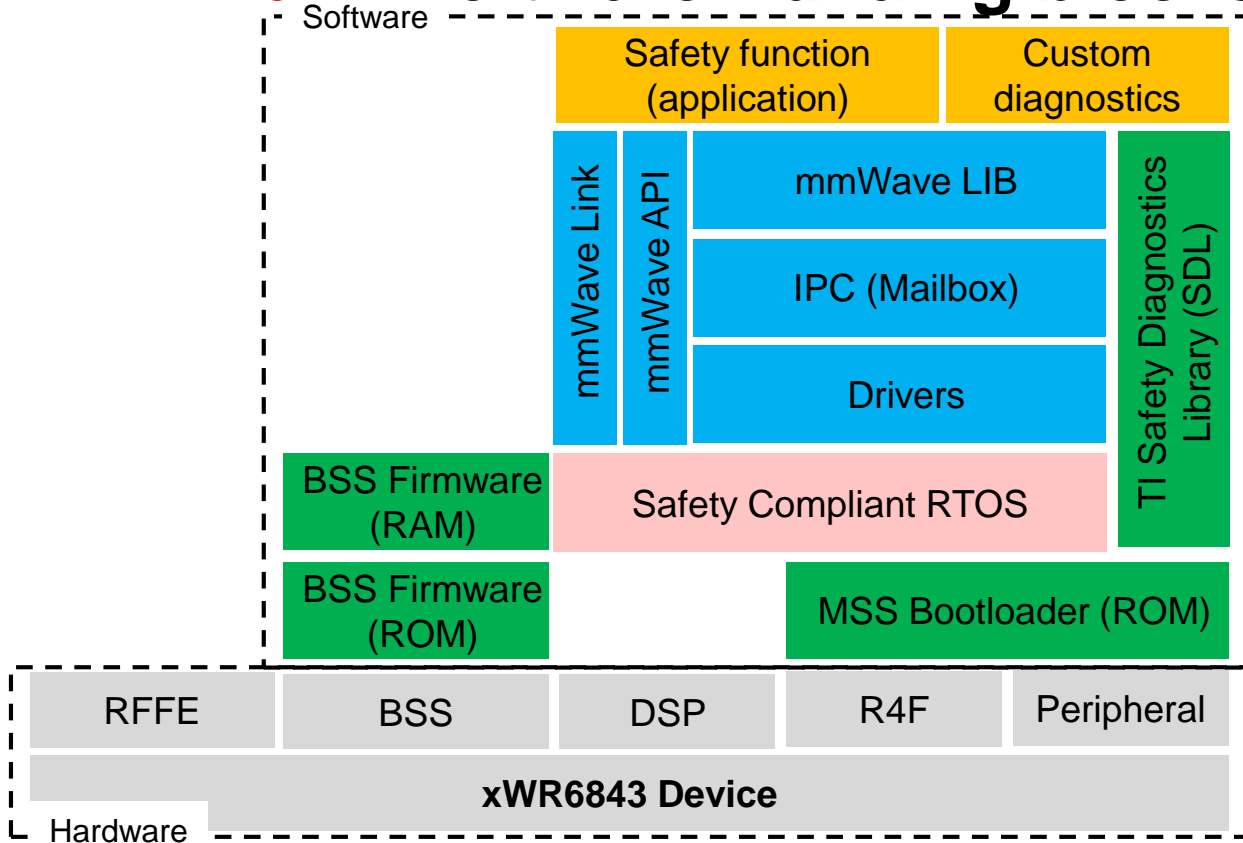 Software
Safety function
(application)
Custom
diagnostics
mmWave Link
mmWave API
mmWave LIB
IPC (Mailbox)
Drivers
TI Safety Diagnostics
Library (SDL)
BSS Firmware
(RAM)
Safety Compliant RTOS
BSS Firmware
(ROM)
MSS Bootloader (ROM)
RFFE
BSS
DSP
R4F
Peripheral
xWR6843 Device
Hardware